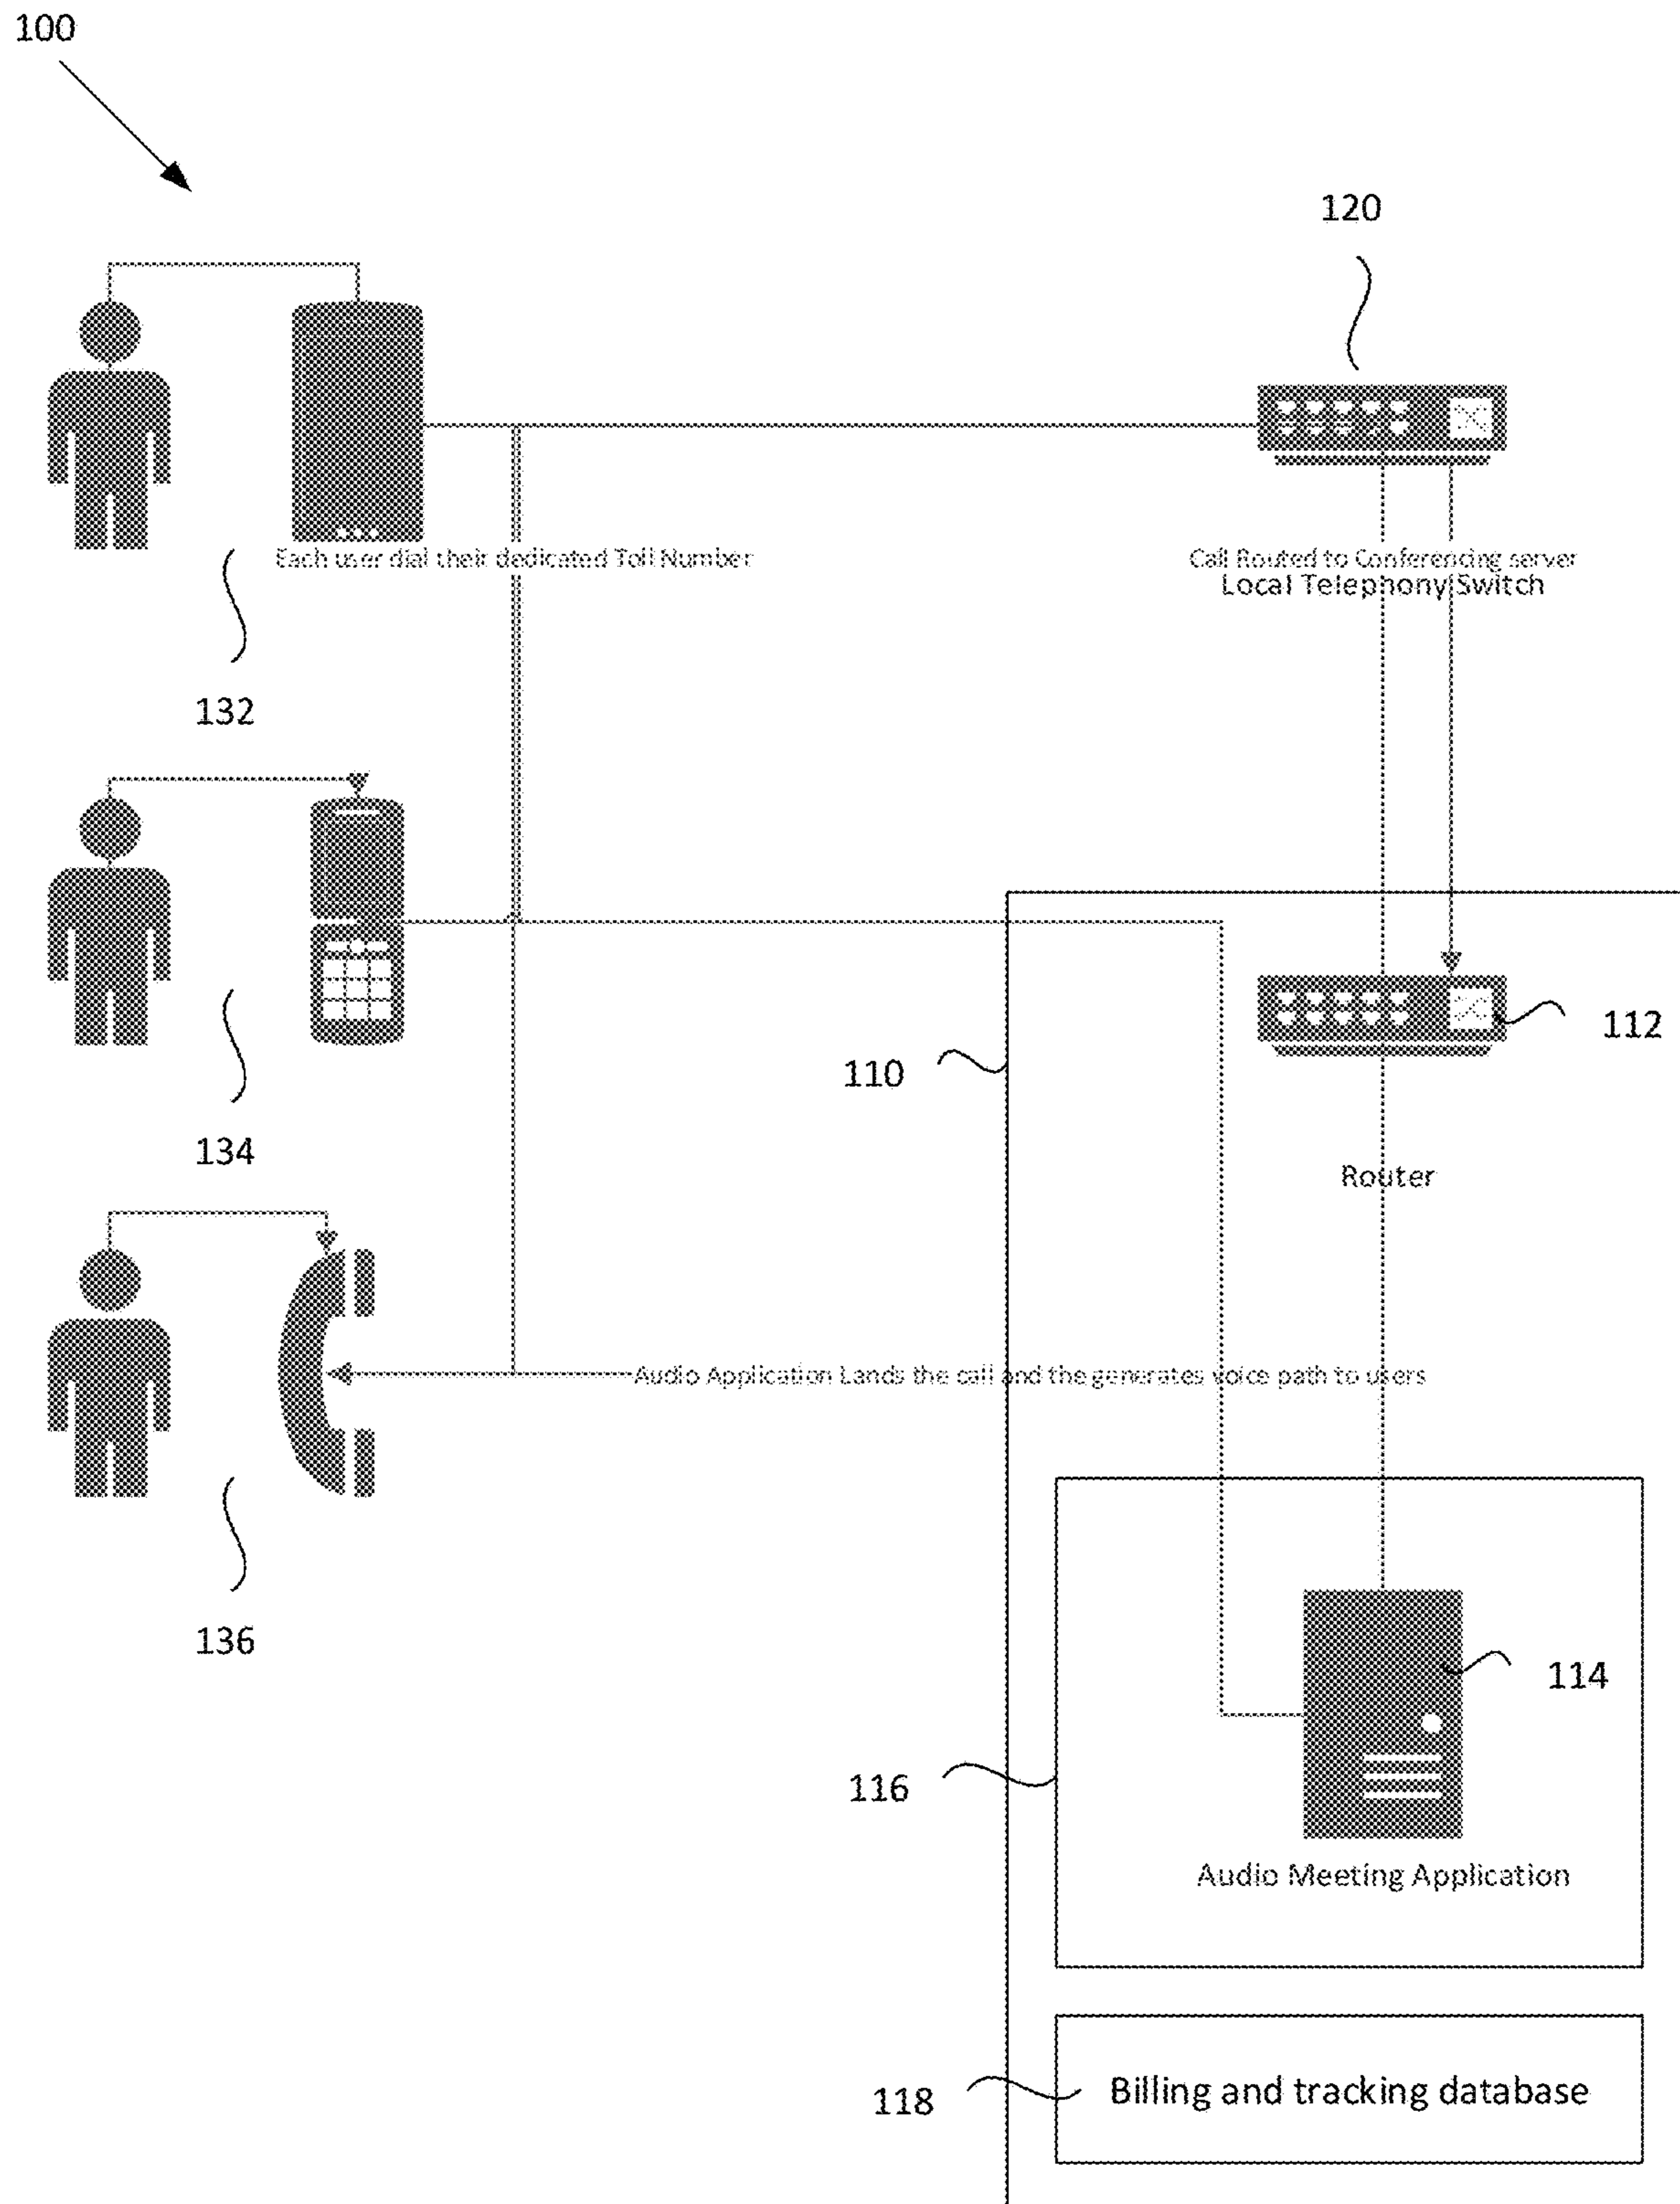 100
120
Each user dial their dedicated Toll Number
Call Routed to Conferencing server
Local Telephony Switch
132
112
110
134
Router
Audio Application Lands the call and the generates voice path to users
136
114
116
Audio Meeting Application
118
Billing and tracking database